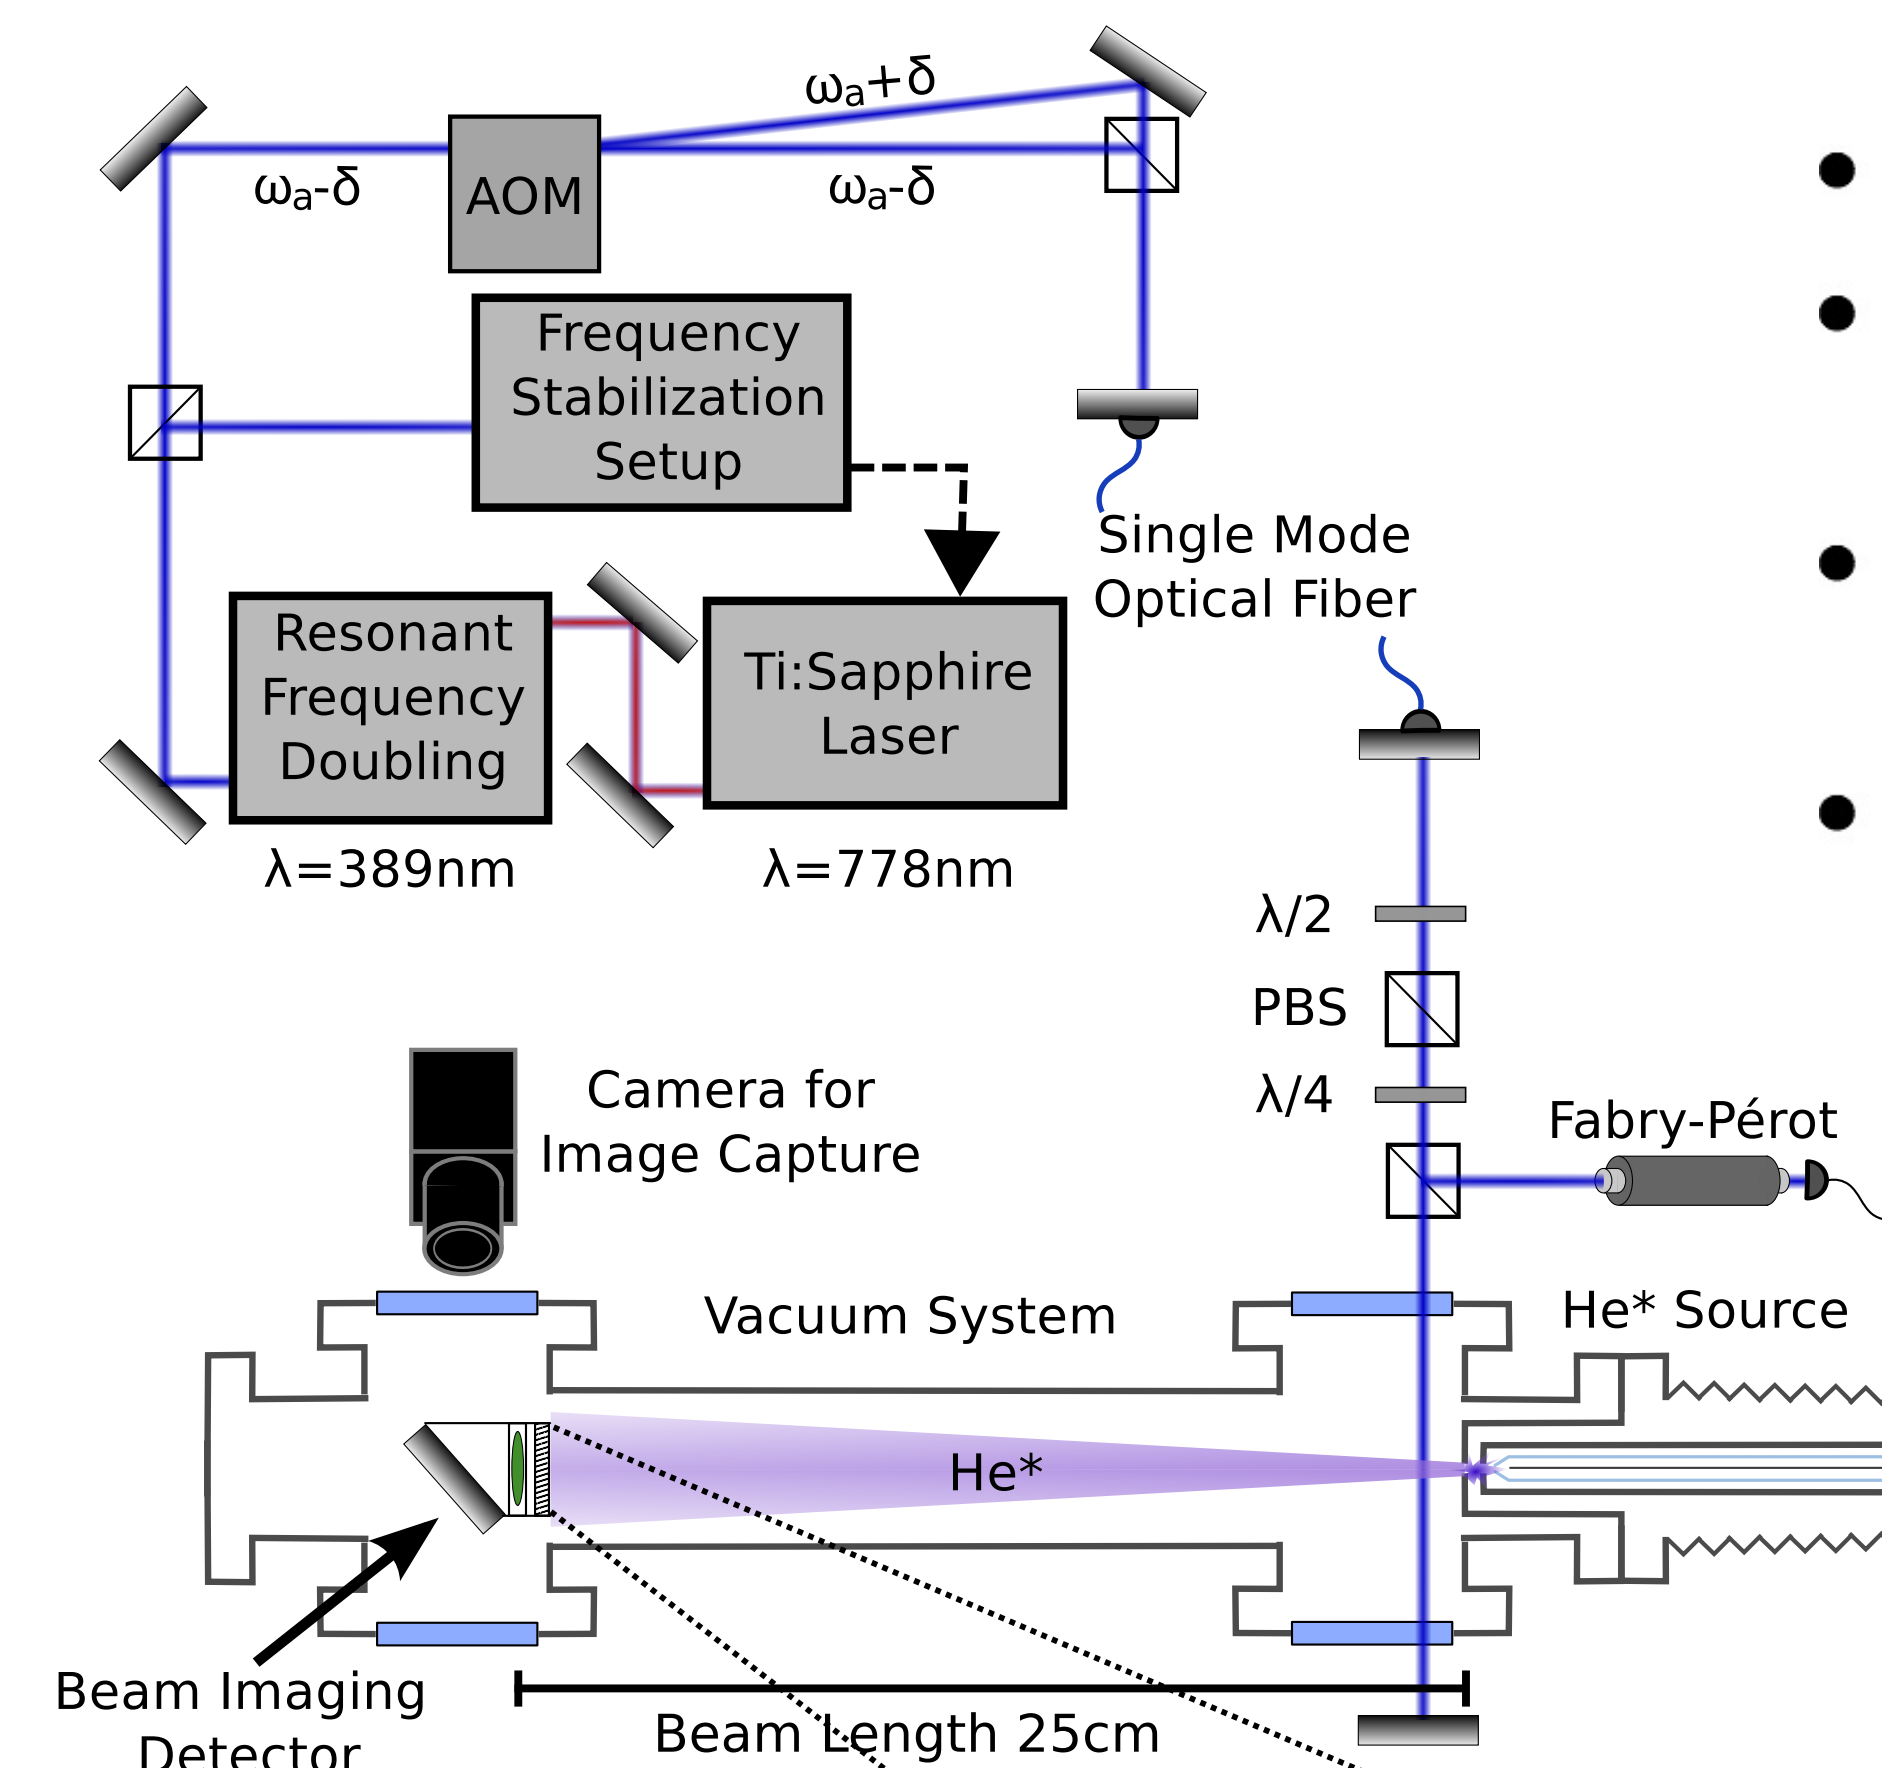 ωₐ+δ
ωₐ-δ
ωₐ-δ
AOM
Frequency
Stabilization
Setup
Single Mode
Optical Fiber
Resonant
Frequency
Doubling
Ti:Sapphire
Laser
λ=389nm
λ=778nm
λ/2
PBS
λ/4
Camera for
Image Capture
Fabry-Pérot
Vacuum System
He* Source
He*
Beam Imaging
Detector
Beam Length 25cm